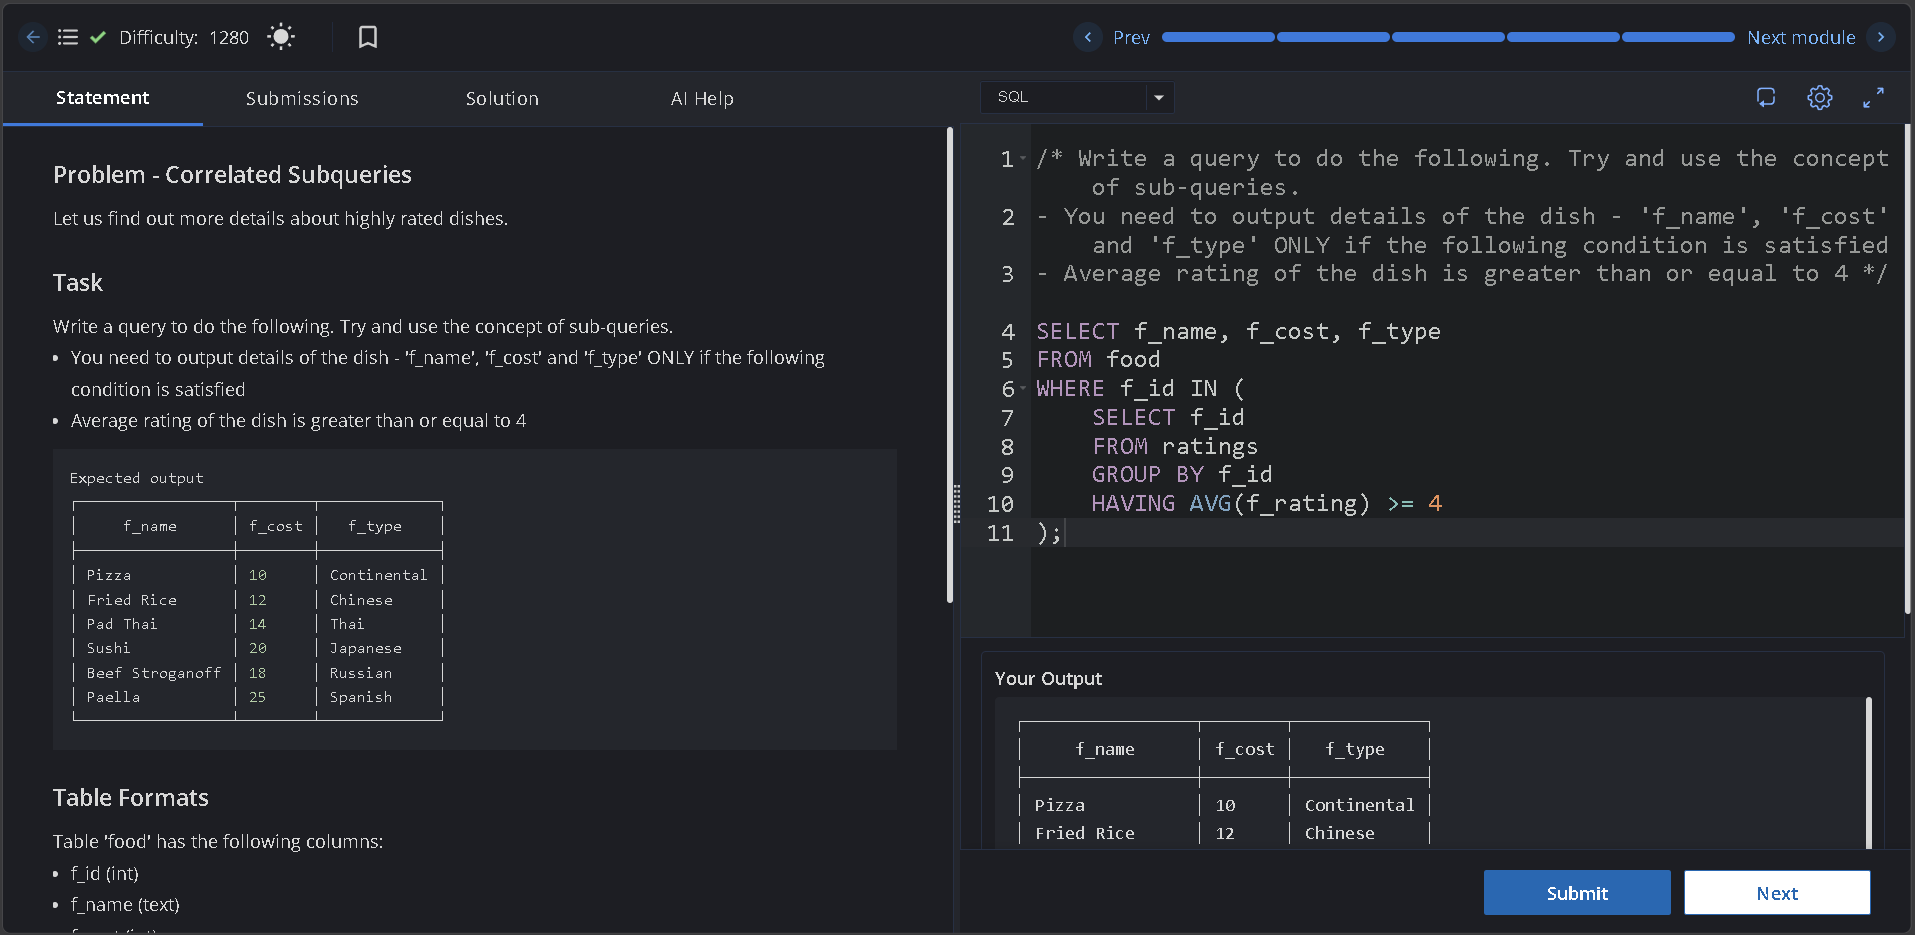 Difficulty: 1280
Prev
Next module
Statement
Submissions
Solution
AI Help
Problem - Correlated Subqueries
Let us find out more details about highly rated dishes.
Task
Write a query to do the following. Try and use the concept of sub-queries.
• You need to output details of the dish - 'f_name', 'f_cost' and 'f_type' ONLY if the following
condition is satisfied
• Average rating of the dish is greater than or equal to 4
Expected output
f_name f_cost f_type
Pizza 10 Continental
Fried Rice 12 Chinese
Pad Thai 14 Thai
Sushi 20 Japanese
Beef Stroganoff 18 Russian
Paella 25 Spanish
Table Formats
Table 'food' has the following columns:
• f_id (int)
• f_name (text)
SQL
1 /* Write a query to do the following. Try and use the concept
of sub-queries.
2 - You need to output details of the dish - 'f_name', 'f_cost'
and 'f_type' ONLY if the following condition is satisfied
3 - Average rating of the dish is greater than or equal to 4 */
4 SELECT f_name, f_cost, f_type
5 FROM food
6 WHERE f_id IN (
7 SELECT f_id
8 FROM ratings
9 GROUP BY f_id
10 HAVING AVG(f_rating) >= 4
11 );
Your Output
f_name f_cost f_type
Pizza 10 Continental
Fried Rice 12 Chinese
Submit
Next